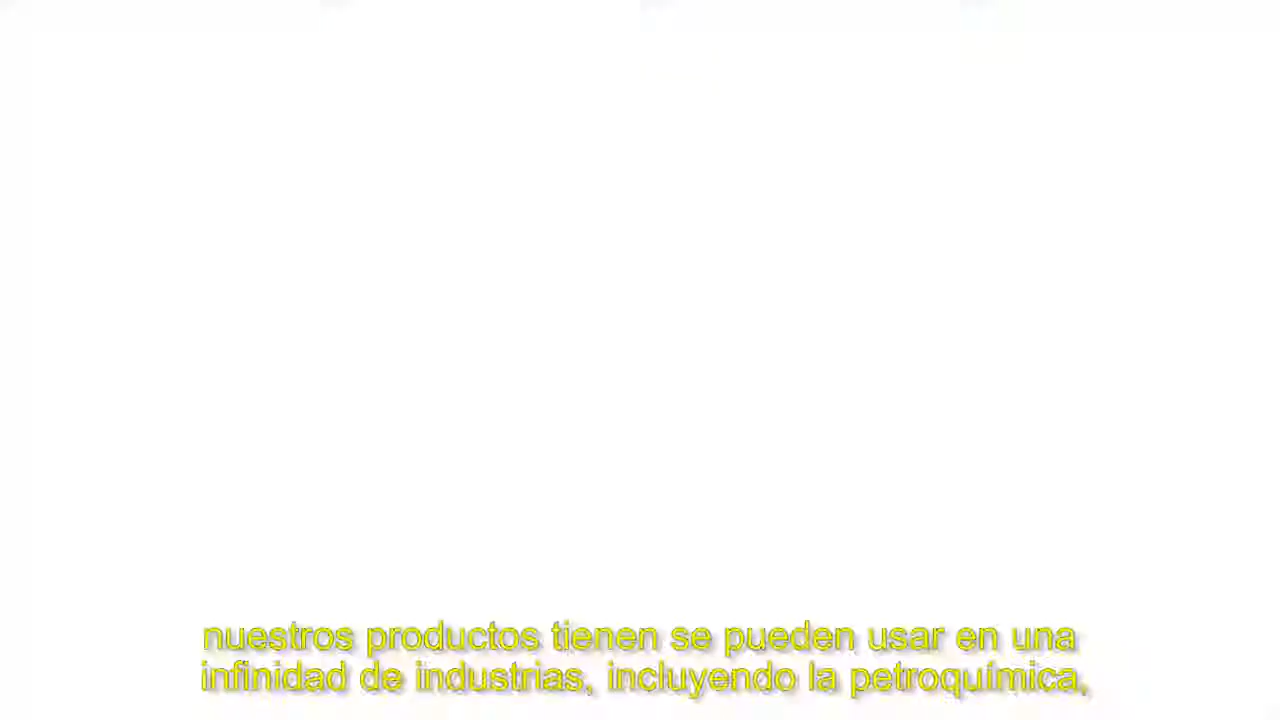 nuestros productos tienen se pueden usar en una
infinidad de industrias, incluyendo la petroquímica,